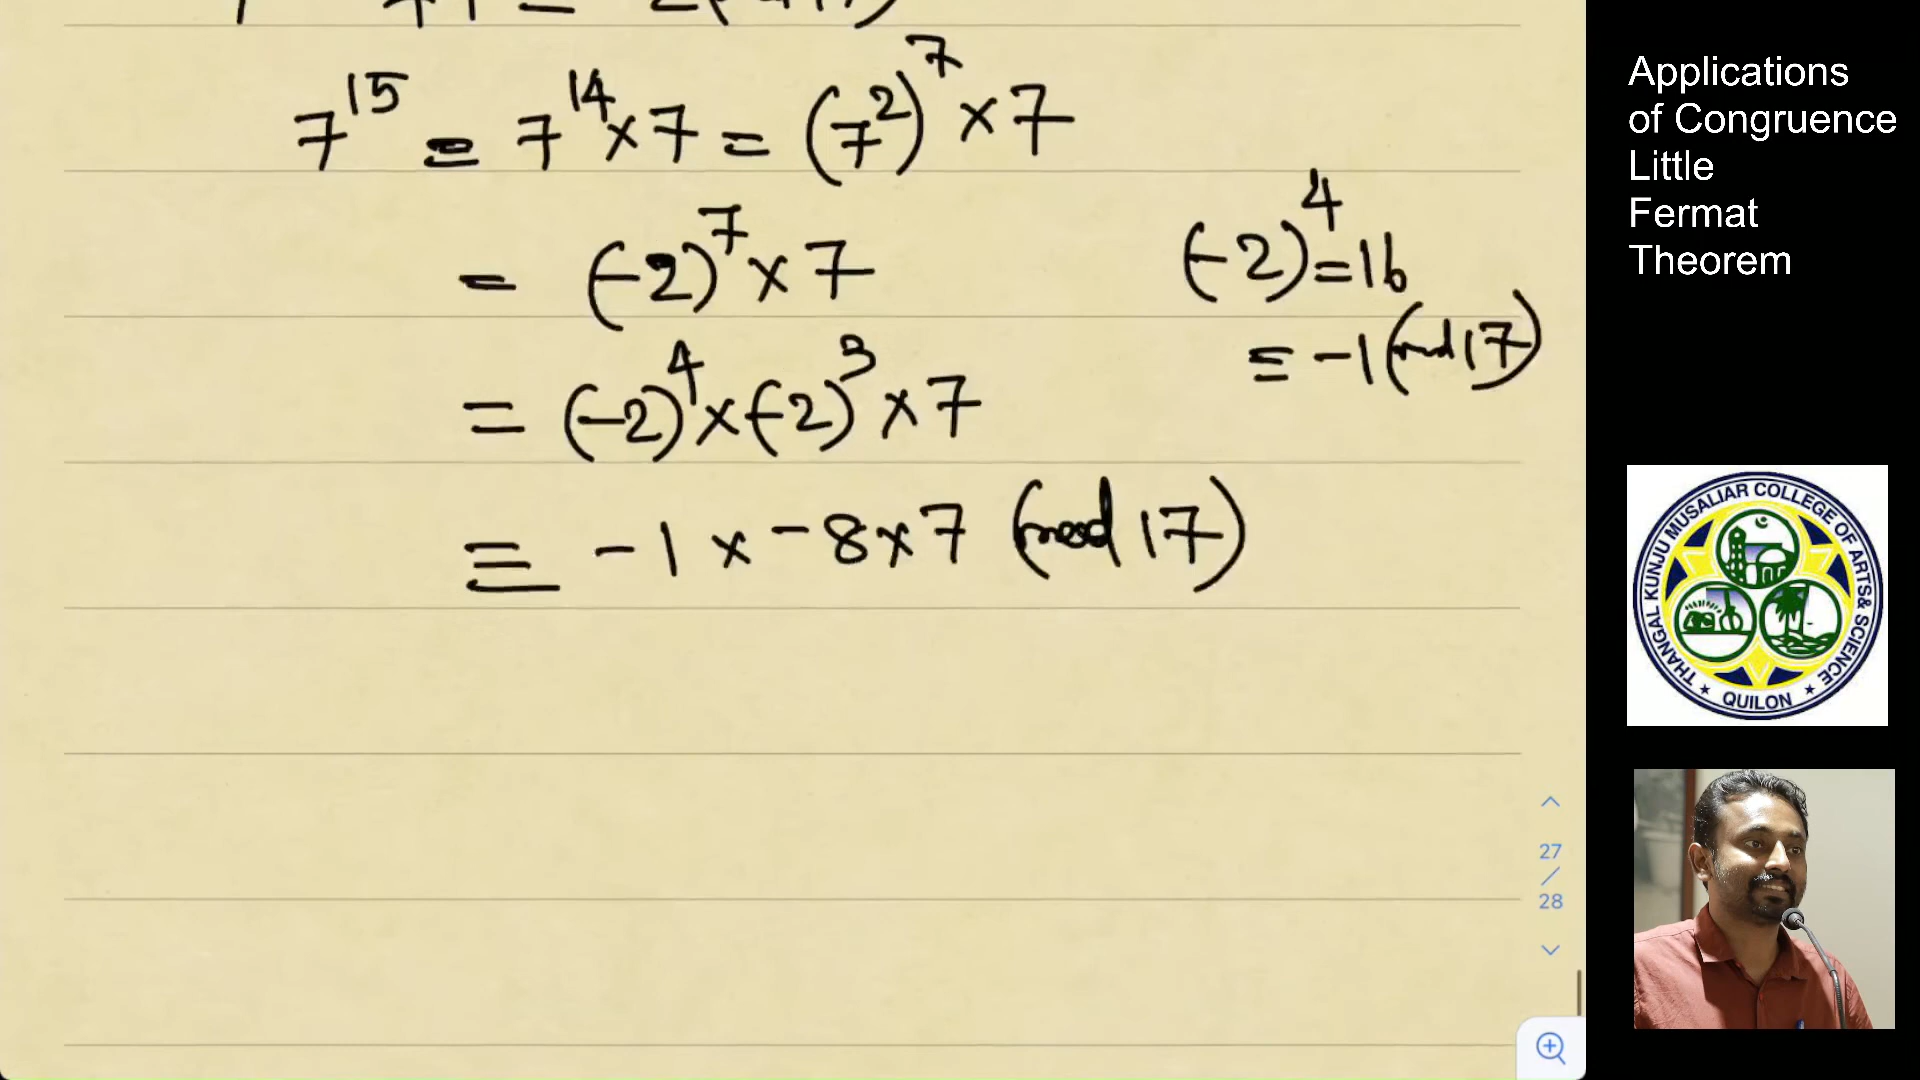 7^15 = 7^14 × 7 = (7^2)^7 × 7
= (-2)^7 × 7
(-2)^4 = 16
≡ -1 (mod 17)
= (-2)^4 × (-2)^3 × 7
≡ -1 × -8 × 7 (mod 17)
27
/
28
Applications
of Congruence
Little
Fermat
Theorem
THANGAL KUNJU MUSALIAR COLLEGE OF ARTS & SCIENCE
★ QUILON ★